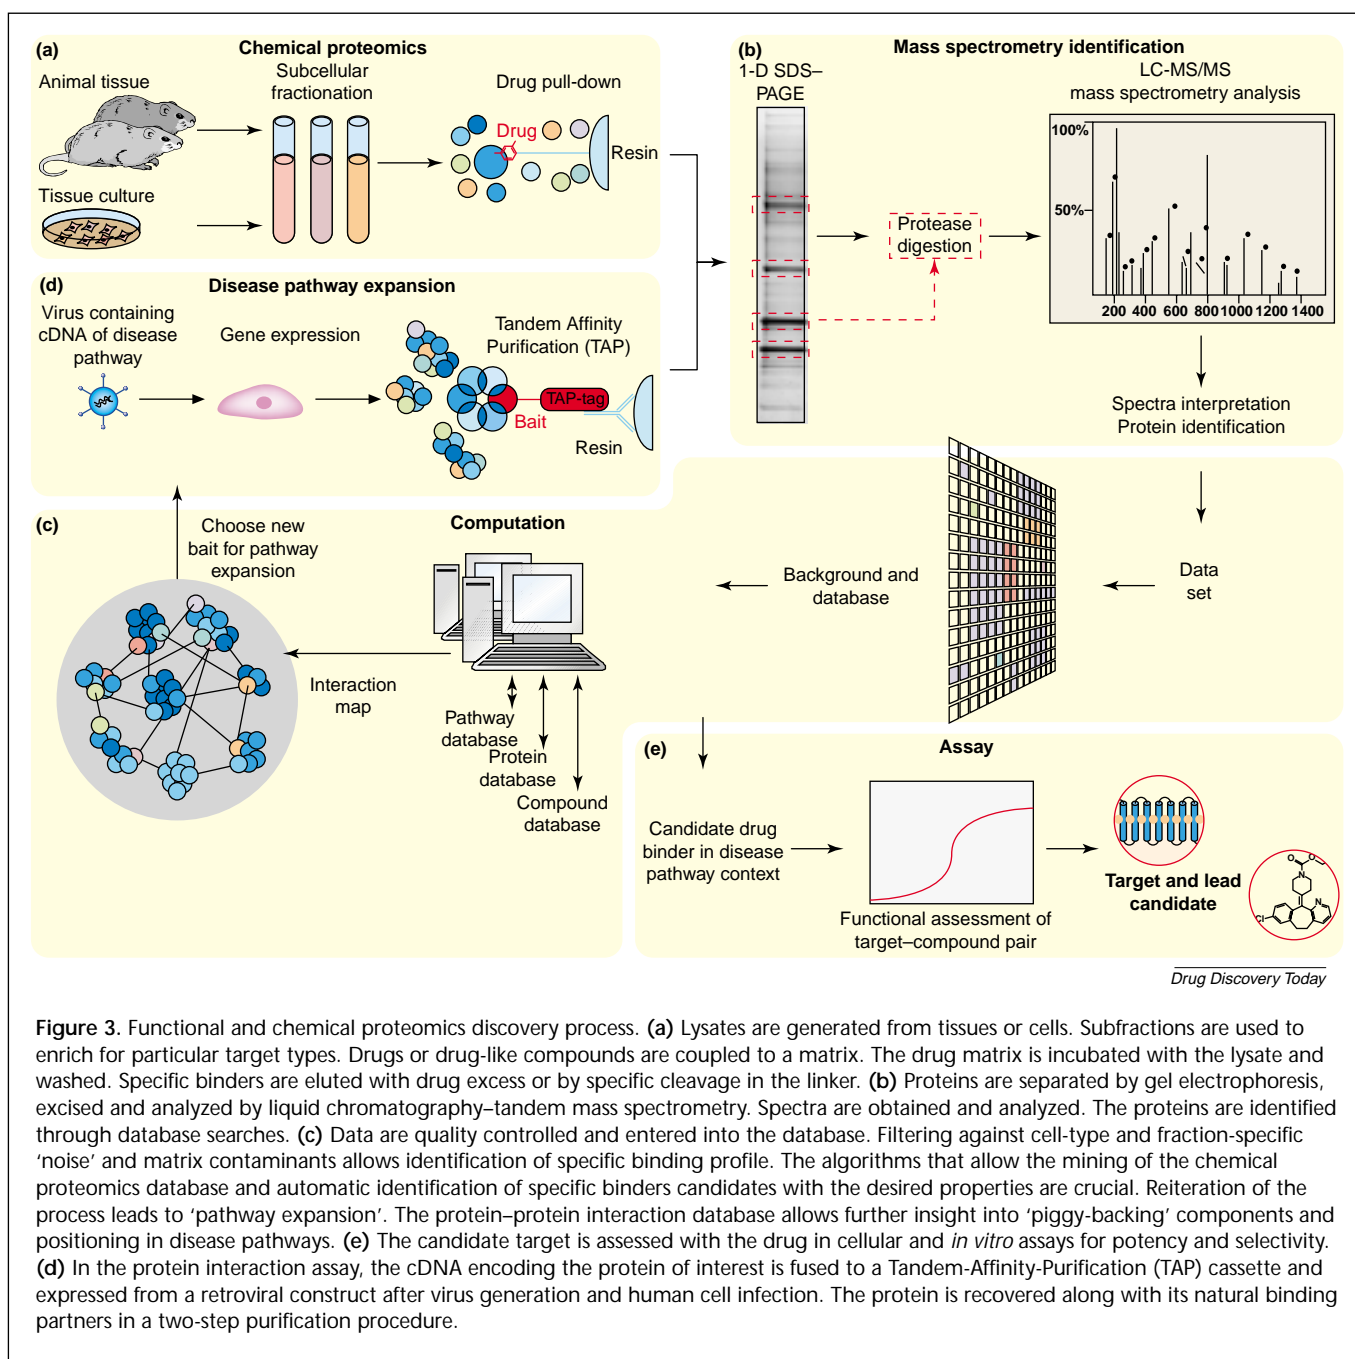 (a)
Chemical proteomics
Animal tissue
Subcellular
fractionation
Drug pull-down
Drug
Resin
Tissue culture
(b)
Mass spectrometry identification
1-D SDS–
PAGE
LC-MS/MS
mass spectrometry analysis
100%
50%
200 400 600 800 1000 1200 1400
Protease
digestion
Spectra interpretation
Protein identification
(d)
Disease pathway expansion
Virus containing
cDNA of disease
pathway
Gene expression
Tandem Affinity
Purification (TAP)
TAP-tag
Bait
Resin
(c)
Choose new
bait for pathway
expansion
Computation
Background and
database
Data
set
Interaction
map
Pathway
database
Protein
database
Compound
database
(e)
Assay
Candidate drug
binder in disease
pathway context
Functional assessment of
target–compound pair
Target and lead
candidate
O
O
N
N
Cl
Drug Discovery Today
Figure 3. Functional and chemical proteomics discovery process. (a) Lysates are generated from tissues or cells. Subfractions are used to
enrich for particular target types. Drugs or drug-like compounds are coupled to a matrix. The drug matrix is incubated with the lysate and
washed. Specific binders are eluted with drug excess or by specific cleavage in the linker. (b) Proteins are separated by gel electrophoresis,
excised and analyzed by liquid chromatography–tandem mass spectrometry. Spectra are obtained and analyzed. The proteins are identified
through database searches. (c) Data are quality controlled and entered into the database. Filtering against cell-type and fraction-specific
‘noise’ and matrix contaminants allows identification of specific binding profile. The algorithms that allow the mining of the chemical
proteomics database and automatic identification of specific binders candidates with the desired properties are crucial. Reiteration of the
process leads to ‘pathway expansion’. The protein–protein interaction database allows further insight into ‘piggy-backing’ components and
positioning in disease pathways. (e) The candidate target is assessed with the drug in cellular and in vitro assays for potency and selectivity.
(d) In the protein interaction assay, the cDNA encoding the protein of interest is fused to a Tandem-Affinity-Purification (TAP) cassette and
expressed from a retroviral construct after virus generation and human cell infection. The protein is recovered along with its natural binding
partners in a two-step purification procedure.